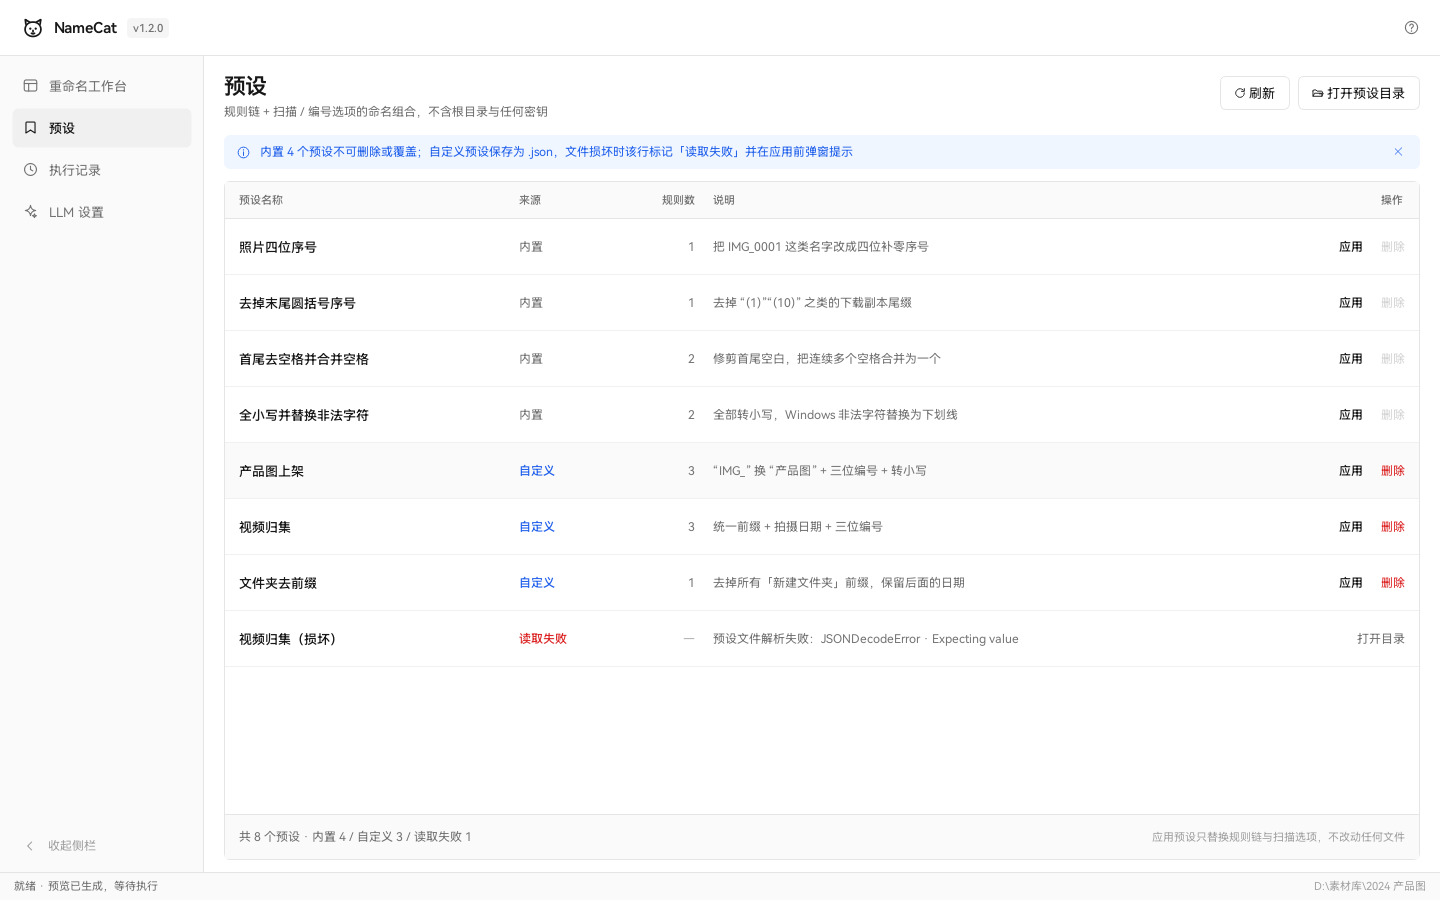 NameCat v1.2.0
重命名工作台
预设
执行记录
LLM 设置
收起侧栏
预设
规则链 + 扫描 / 编号选项的命名组合，不含根目录与任何密钥
刷新 打开预设目录
内置 4 个预设不可删除或覆盖；自定义预设保存为 .json，文件损坏时该行标记「读取失败」并在应用前弹窗提示
预设名称 来源 规则数 说明 操作
照片四位序号 内置 1 把 IMG_0001 这类名字改成四位补零序号 应用 删除
去掉末尾圆括号序号 内置 1 去掉 “(1)”“(10)” 之类的下载副本尾缀 应用 删除
首尾去空格并合并空格 内置 2 修剪首尾空白，把连续多个空格合并为一个 应用 删除
全小写并替换非法字符 内置 2 全部转小写，Windows 非法字符替换为下划线 应用 删除
产品图上架 自定义 3 “IMG_” 换 “产品图” + 三位编号 + 转小写 应用 删除
视频归集 自定义 3 统一前缀 + 拍摄日期 + 三位编号 应用 删除
文件夹去前缀 自定义 1 去掉所有「新建文件夹」前缀，保留后面的日期 应用 删除
视频归集（损坏） 读取失败 — 预设文件解析失败：JSONDecodeError · Expecting value 打开目录
共 8 个预设 · 内置 4 / 自定义 3 / 读取失败 1 应用预设只替换规则链与扫描选项，不改动任何文件
就绪 · 预览已生成，等待执行 D:\素材库\2024 产品图